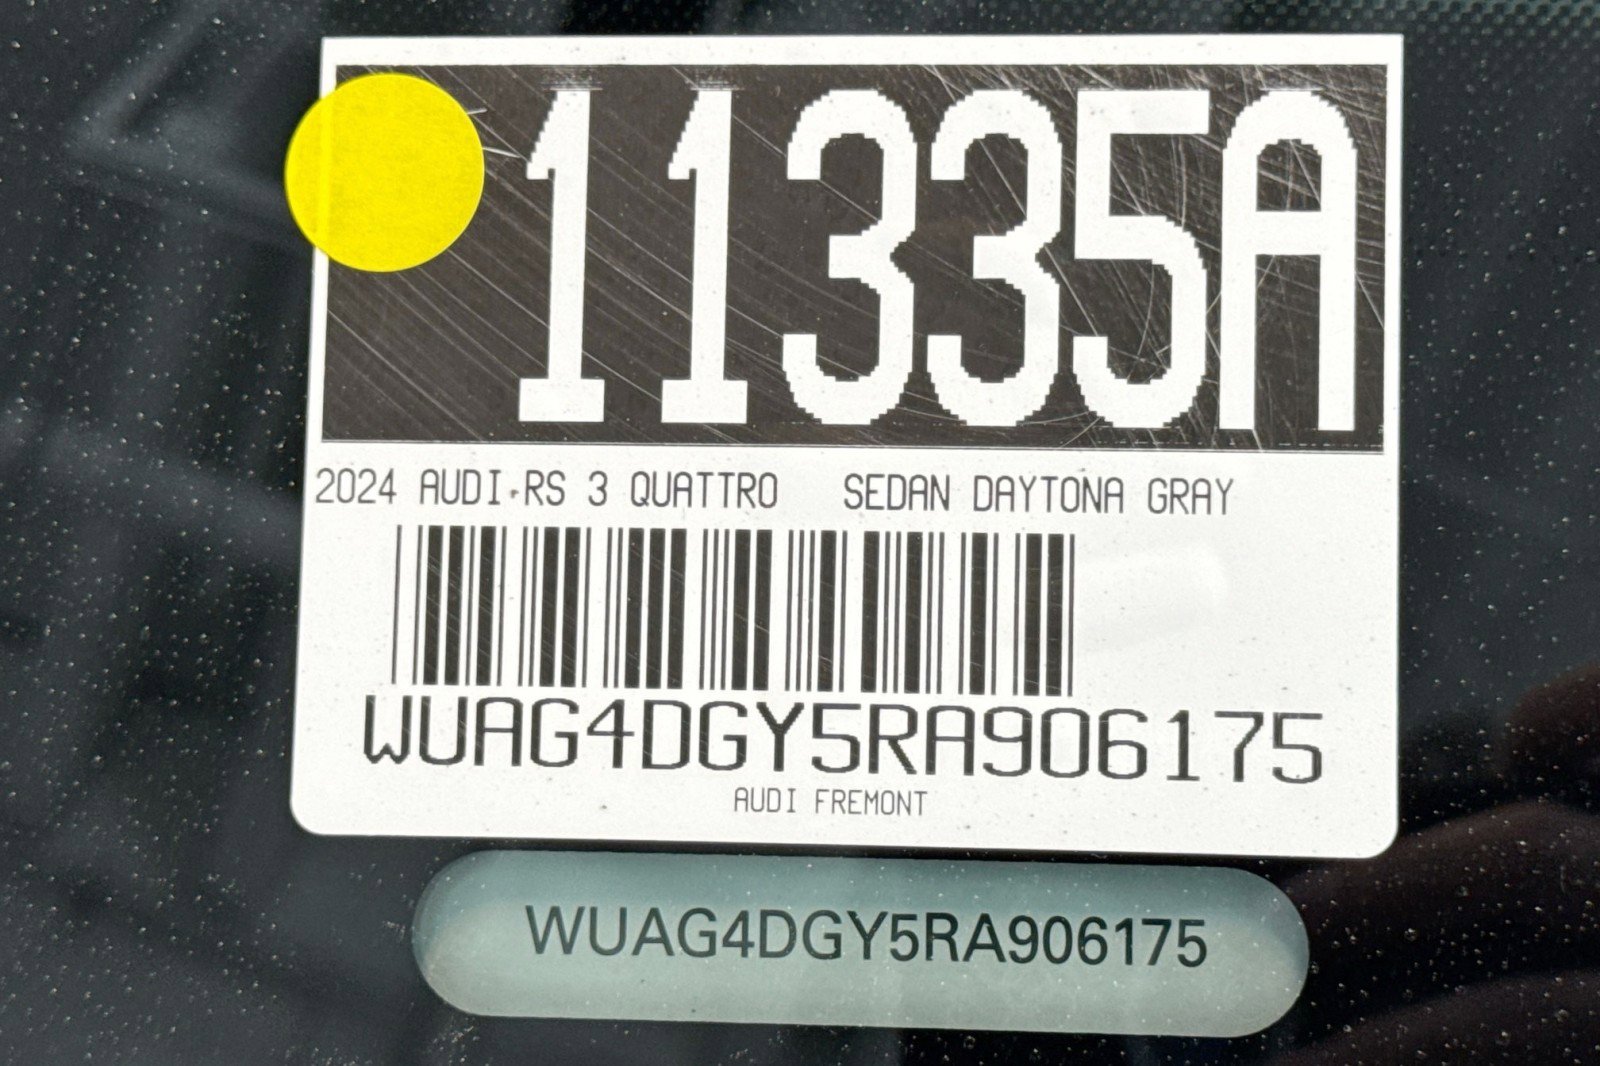 11335A
2024 AUDI RS 3 QUATTRO SEDAN DAYTONA GRAY
WUAG4DGY5RA906175
AUDI FREMONT
WUAG4DGY5RA906175